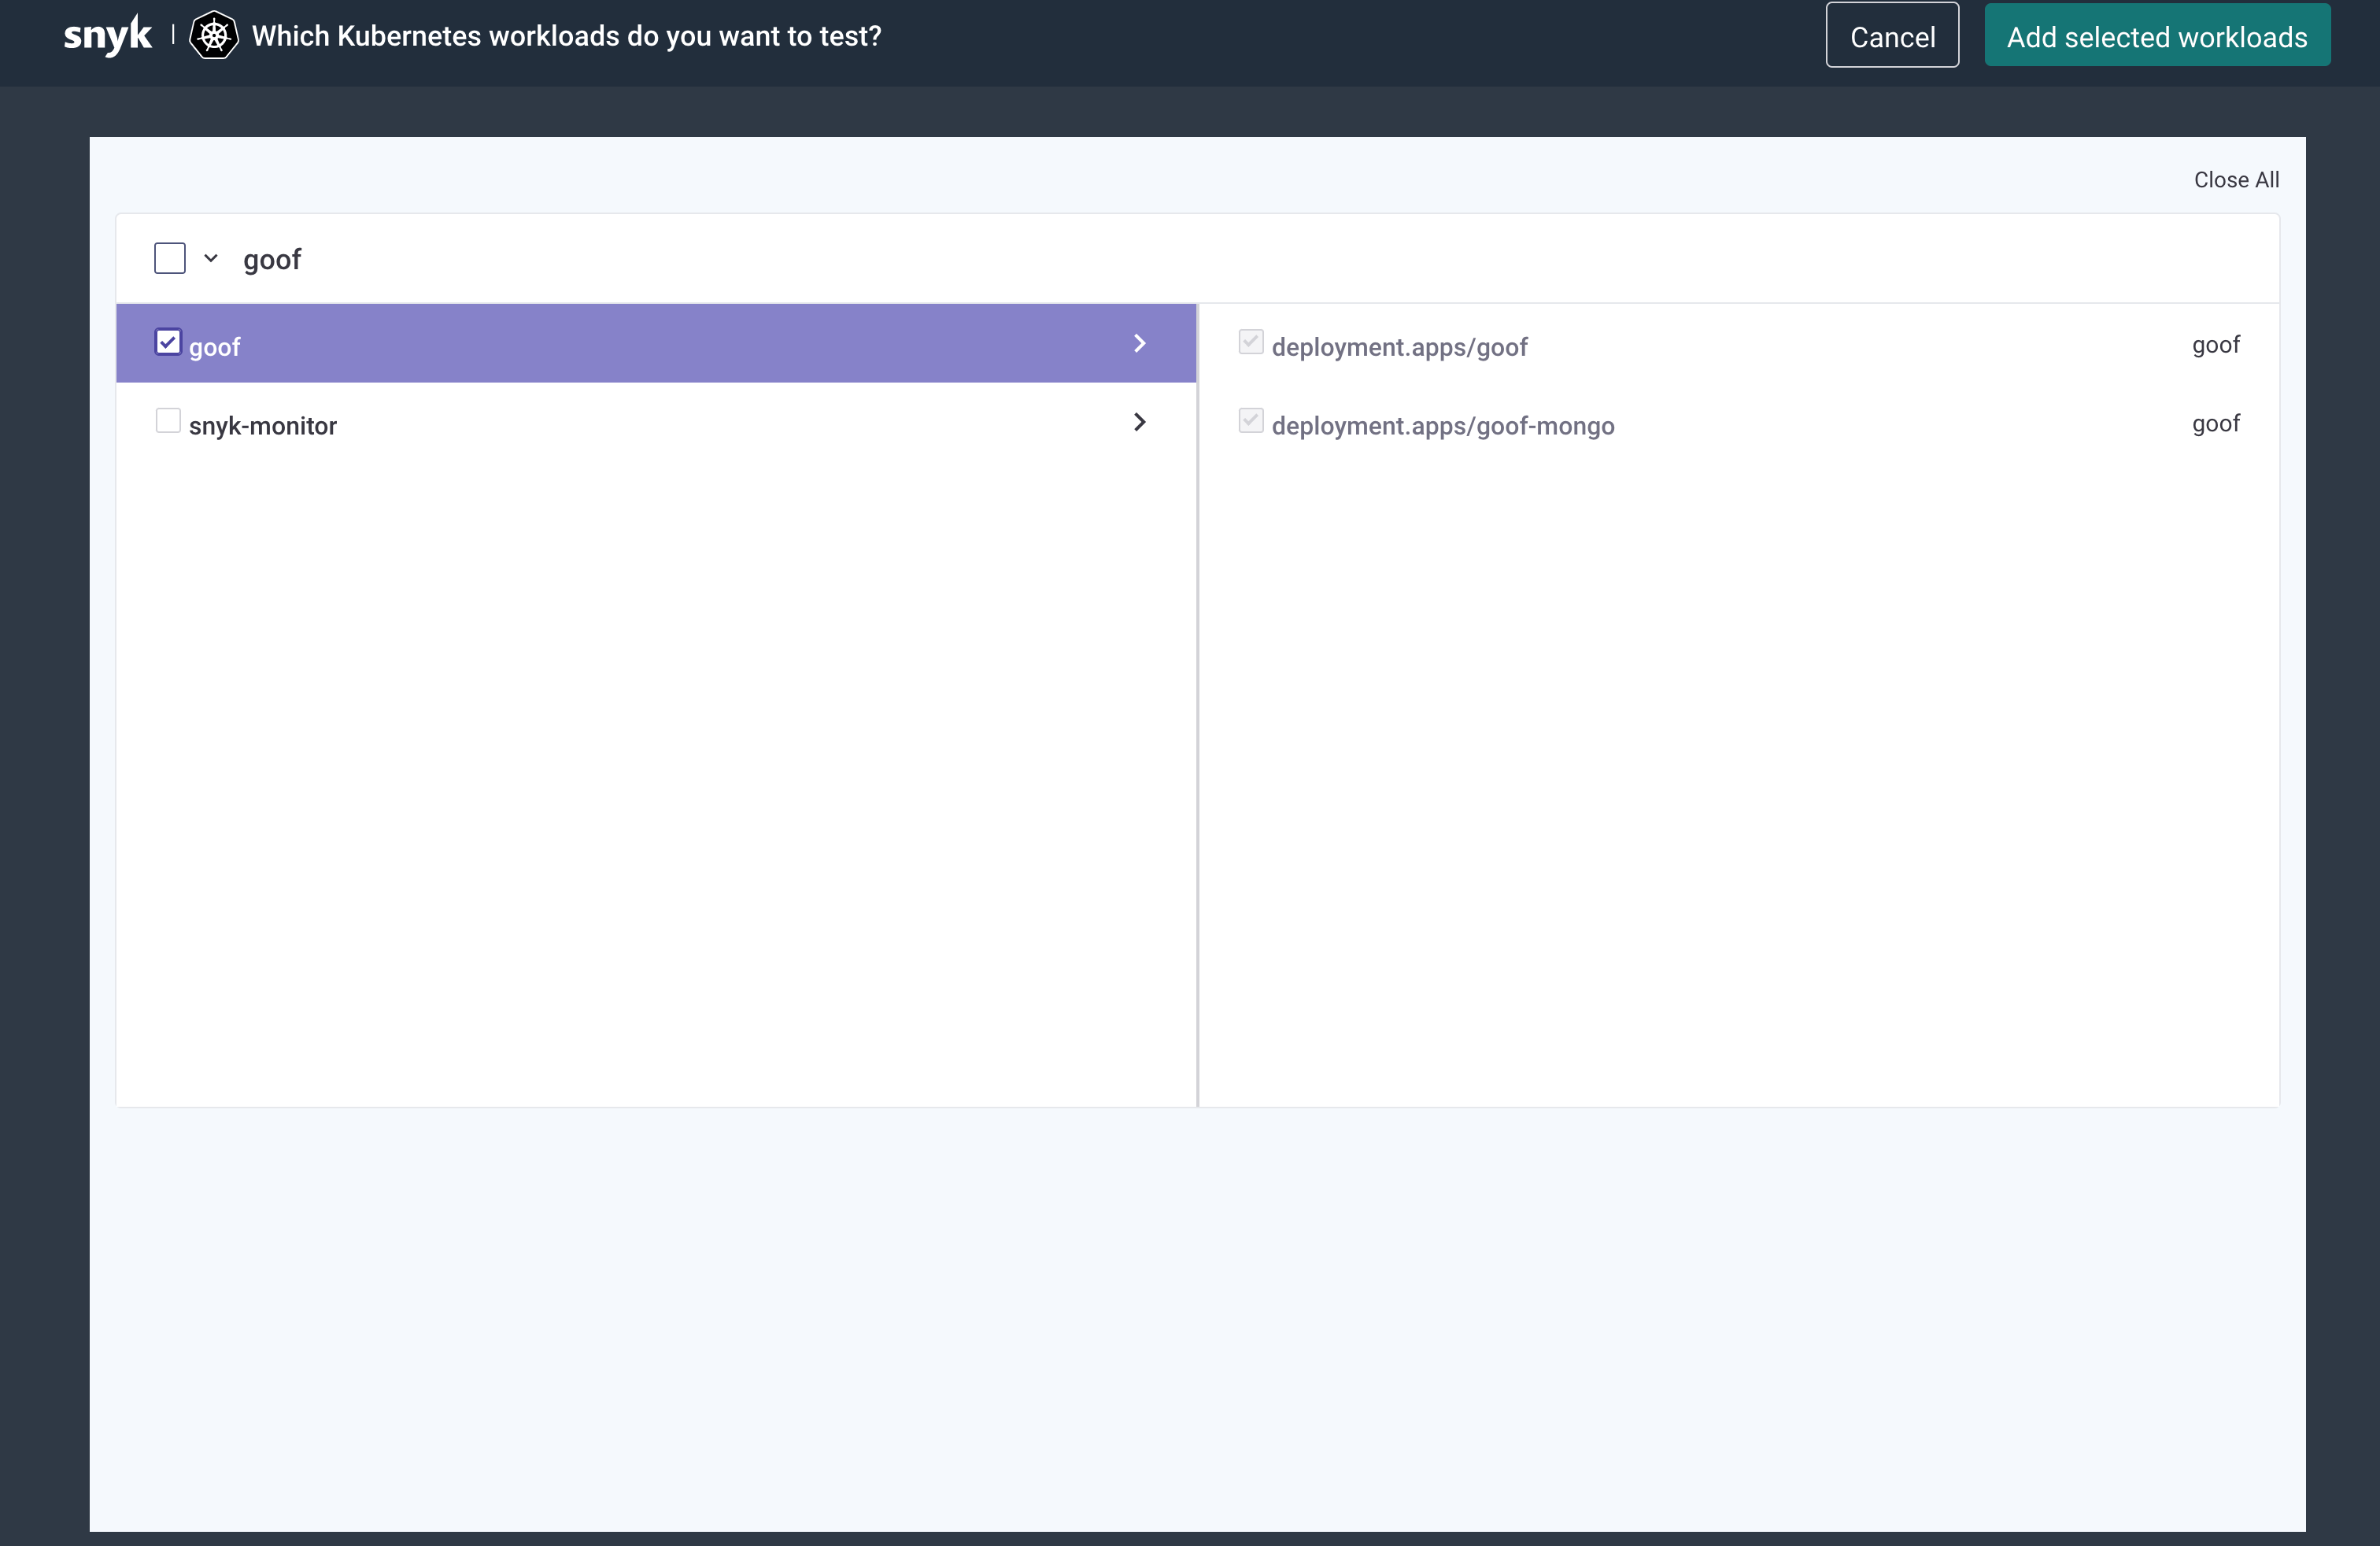 snyk | Which Kubernetes workloads do you want to test?
Cancel
Add selected workloads
Close All
goof
goof
deployment.apps/goof
goof
snyk-monitor
deployment.apps/goof-mongo
goof